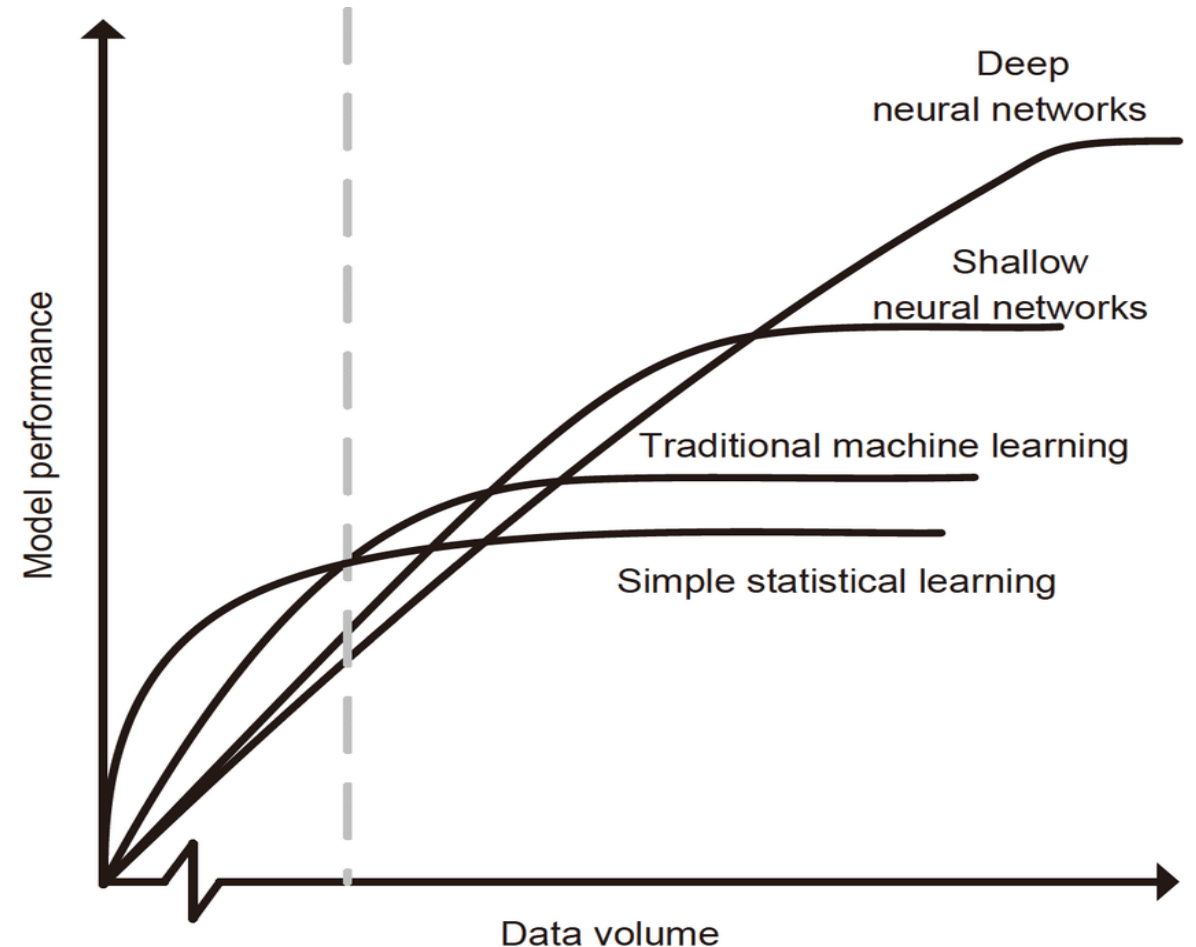 Deep
neural networks
Shallow
neural networks
Traditional machine learning
Simple statistical learning
Model performance
Data volume